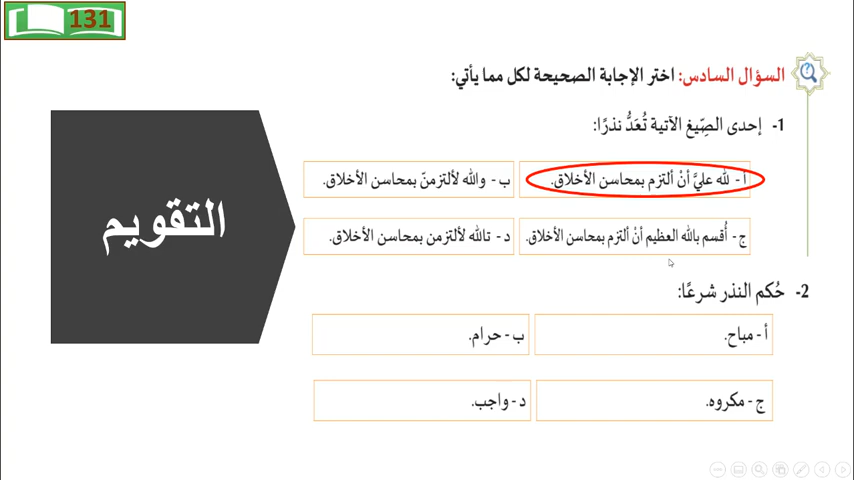 131
السؤال السادس: اختر الإجابة الصحيحة لكل مما يأتي:
1- إحدى الصِّيغ الآتية تُعَدُّ نذرًا:
أ - لله عليَّ أنْ ألتزم بمحاسن الأخلاق.
ب - والله لألتزمنّ بمحاسن الأخلاق.
ج - أُقسم بالله العظيم أنْ ألتزم بمحاسن الأخلاق.
د - تالله لألتزمن بمحاسن الأخلاق.
2- حُكم النذر شرعًا:
أ - مباح.
ب - حرام.
ج - مكروه.
د - واجب.
التقويم